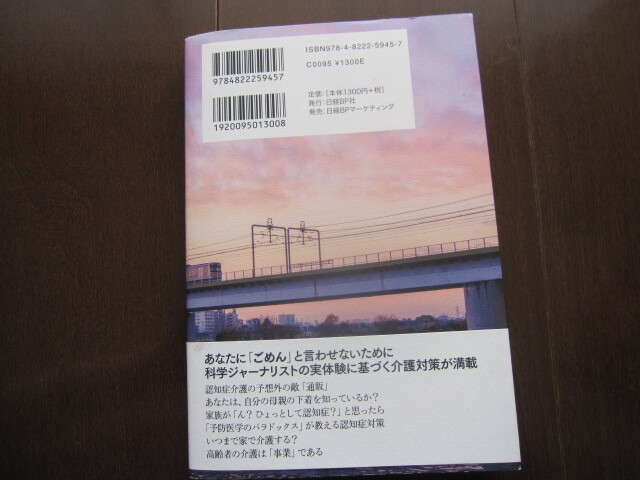 ISBN978-4-8222-5945-7
C0095 ¥1300E
9784822259457
定価:[本体1300円+税]
発行:日経BP社
発売:日経BPマーケティング
1920095013008
あなたに「ごめん」と言わせないために
科学ジャーナリストの実体験に基づく介護対策が満載
認知症介護の予想外の敵「通販」
あなたは、自分の母親の下着を知っているか?
家族が「ん?ひょっとして認知症?」と思ったら
「予防医学のパラドックス」が教える認知症対策
いつまで家で介護する?
高齢者の介護は「事業」である